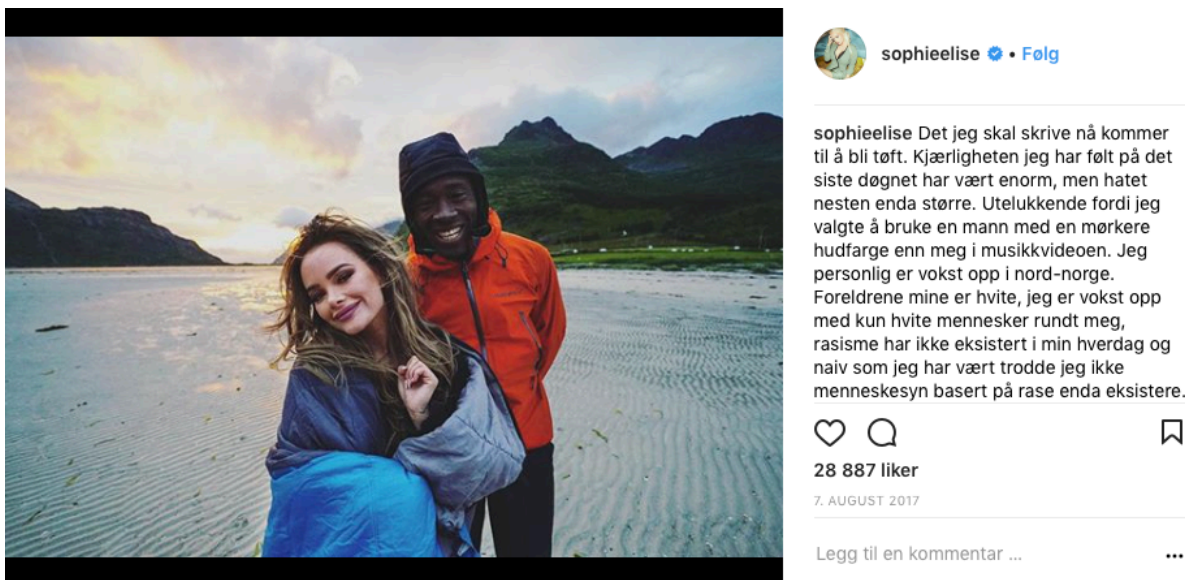 sophieelise • Følg
sophieelise Det jeg skal skrive nå kommer
til å bli tøft. Kjærligheten jeg har følt på det
siste døgnet har vært enorm, men hatet
nesten enda større. Utelukkende fordi jeg
valgte å bruke en mann med en mørkere
hudfarge enn meg i musikkvideoen. Jeg
personlig er vokst opp i nord-norge.
Foreldrene mine er hvite, jeg er vokst opp
med kun hvite mennesker rundt meg,
rasisme har ikke eksistert i min hverdag og
naiv som jeg har vært trodde jeg ikke
menneskesyn basert på rase enda eksistere.
28 887 liker
7. AUGUST 2017
Legg til en kommentar ...